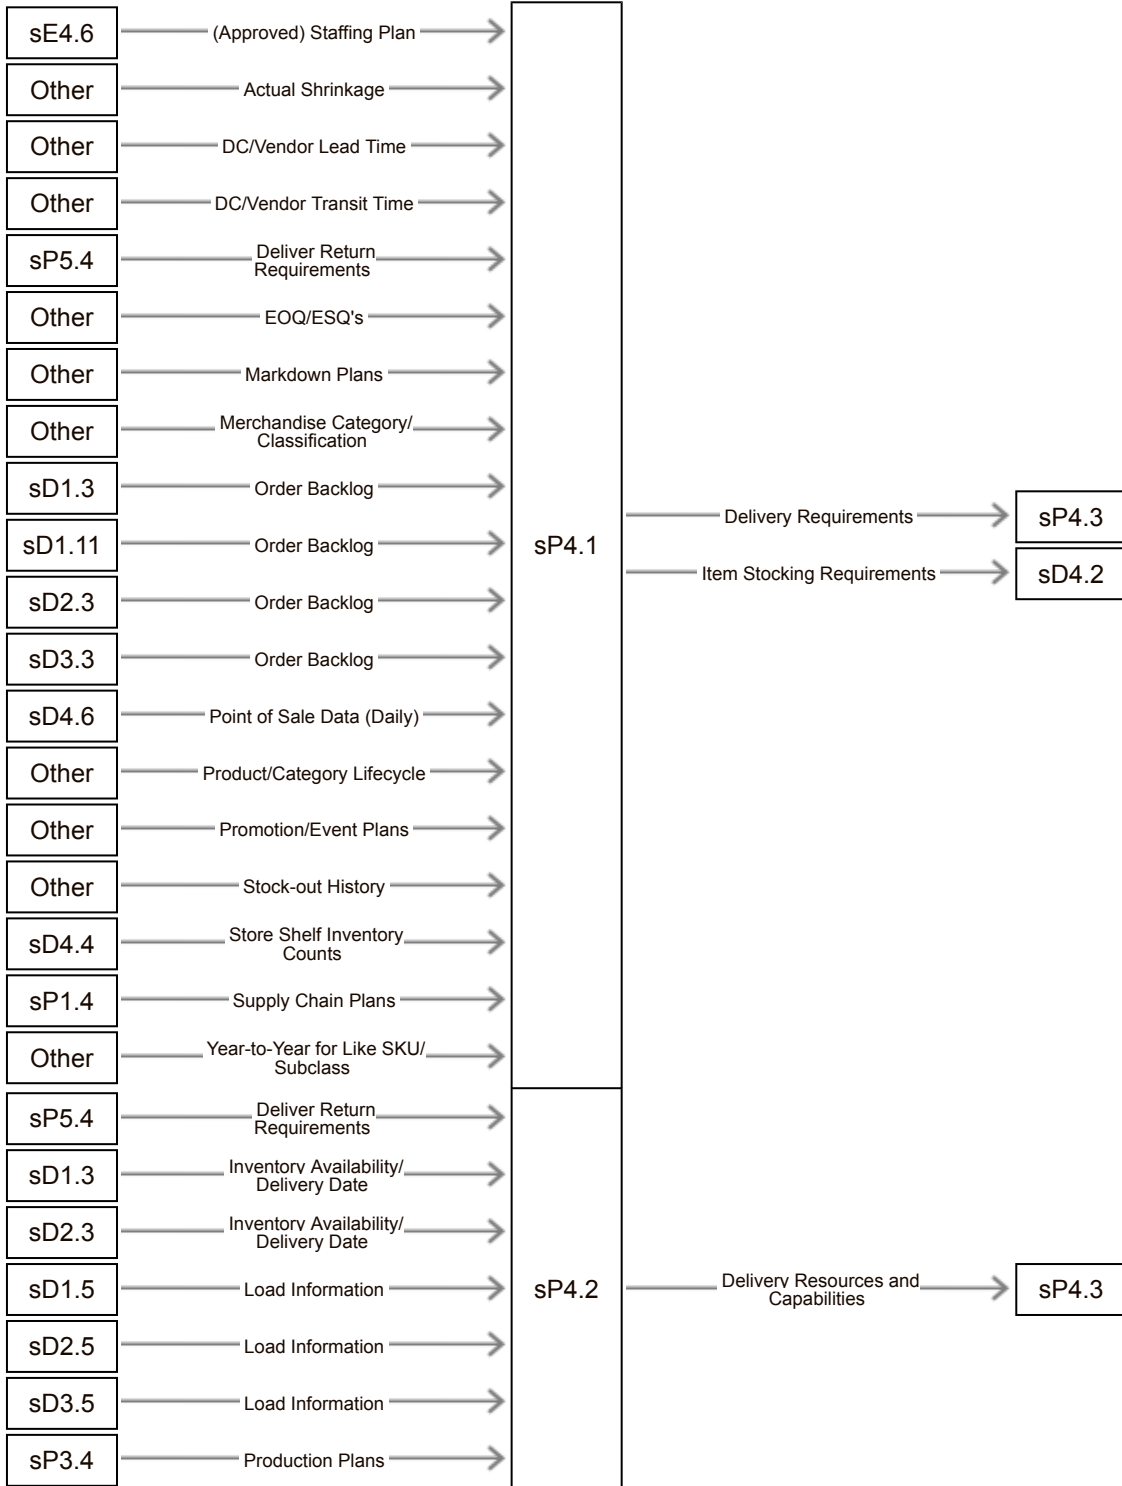 sE4.6
(Approved) Staffing Plan
Other
Actual Shrinkage
Other
DC/Vendor Lead Time
Other
DC/Vendor Transit Time
sP5.4
Deliver Return
Requirements
Other
EOQ/ESQ's
Other
Markdown Plans
Other
Merchandise Category/
Classification
sD1.3
Order Backlog
sD1.11
Order Backlog
sD2.3
Order Backlog
sD3.3
Order Backlog
sD4.6
Point of Sale Data (Daily)
Other
Product/Category Lifecycle
Other
Promotion/Event Plans
Other
Stock-out History
sD4.4
Store Shelf Inventory
Counts
sP1.4
Supply Chain Plans
Other
Year-to-Year for Like SKU/
Subclass
sP4.1
Delivery Requirements
sP4.3
Item Stocking Requirements
sD4.2
sP5.4
Deliver Return
Requirements
sD1.3
Inventory Availability/
Delivery Date
sD2.3
Inventory Availability/
Delivery Date
sD1.5
Load Information
sD2.5
Load Information
sD3.5
Load Information
sP3.4
Production Plans
sP4.2
Delivery Resources and
Capabilities
sP4.3